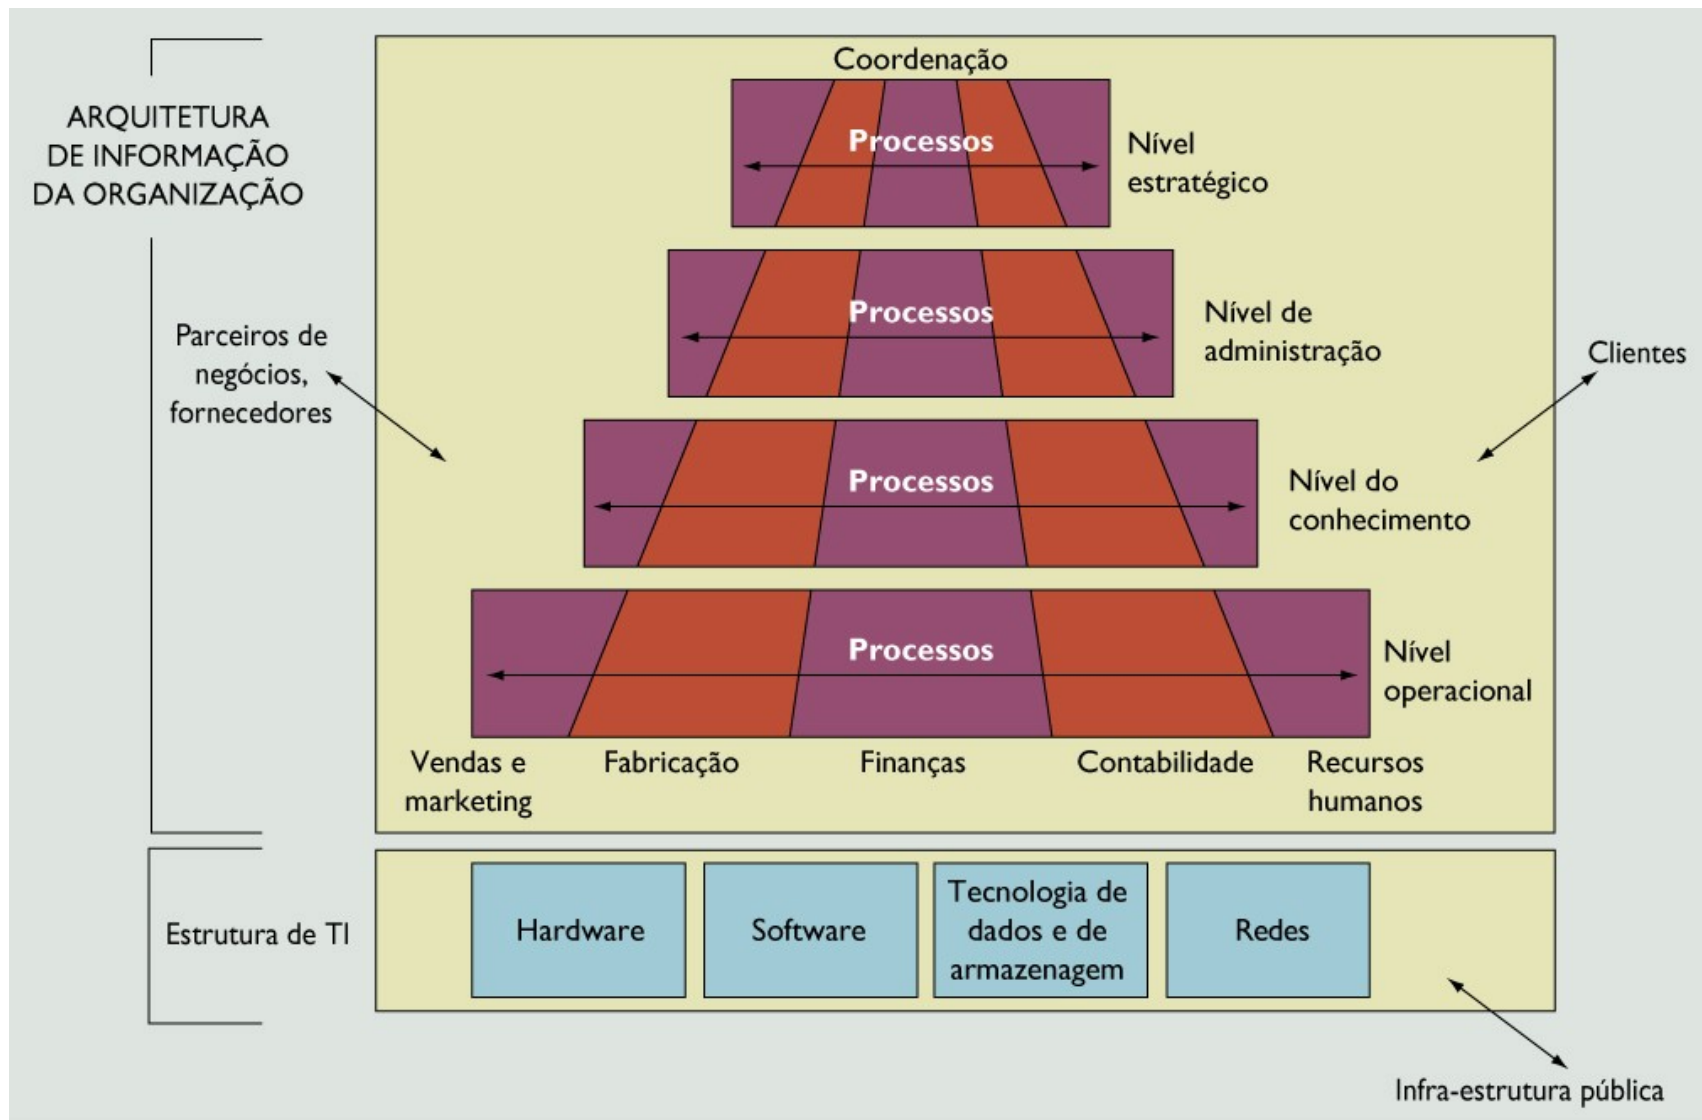 Coordenação
ARQUITETURA
DE INFORMAÇÃO
DA ORGANIZAÇÃO
Processos
Nível
estratégico
Processos
Nível de
administração
Parceiros de
negócios,
fornecedores
Clientes
Processos
Nível do
conhecimento
Processos
Nível
operacional
Vendas e
marketing
Fabricação
Finanças
Contabilidade
Recursos
humanos
Estrutura de TI
Hardware
Software
Tecnologia de
dados e de
armazenagem
Redes
Infra-estrutura pública